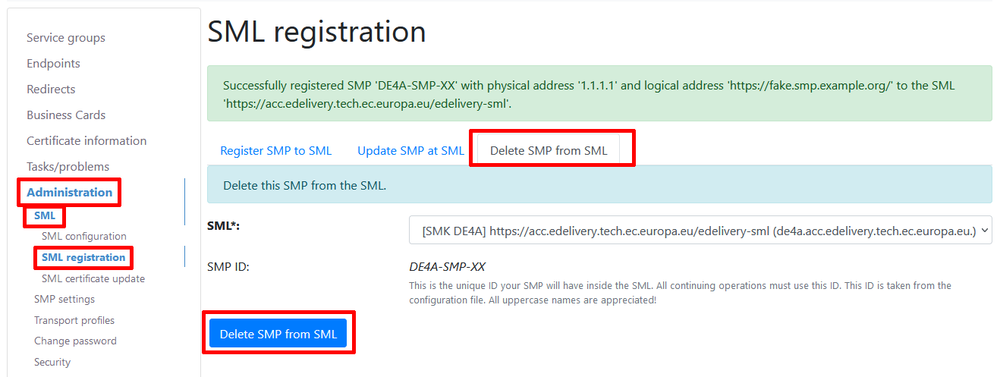 Service groups
Endpoints
Redirects
Business Cards
Certificate information
Tasks/problems
Administration
SML
SML configuration
SML registration
SML certificate update
SMP settings
Transport profiles
Change password
Security
SML registration
Successfully registered SMP 'DE4A-SMP-XX' with physical address '1.1.1.1' and logical address 'https://fake.smp.example.org/' to the SML
'https://acc.edelivery.tech.ec.europa.eu/edelivery-sml'.
Register SMP to SML
Update SMP at SML
Delete SMP from SML
Delete this SMP from the SML.
SML*:
[SMK DE4A] https://acc.edelivery.tech.ec.europa.eu/edelivery-sml (de4a.acc.edelivery.tech.ec.europa.eu.)
SMP ID:
DE4A-SMP-XX
This is the unique ID your SMP will have inside the SML. All continuing operations must use this ID. This ID is taken from the
configuration file. All uppercase names are appreciated!
Delete SMP from SML